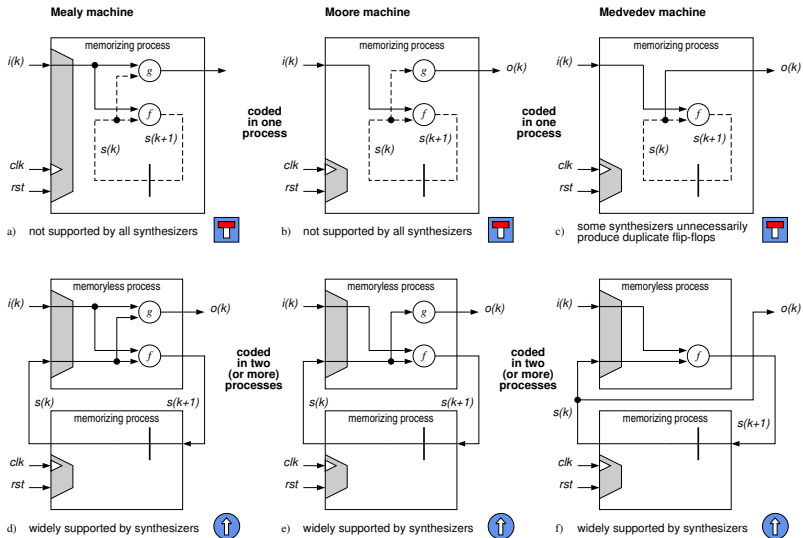 Mealy machine
Moore machine
Medvedev machine
memorizing process
i(k)
g
f
s(k)
s(k+1)
clk
rst
a) not supported by all synthesizers
coded
in one
process
memorizing process
i(k)
g
o(k)
f
s(k)
s(k+1)
clk
rst
b) not supported by all synthesizers
coded
in one
process
memorizing process
i(k)
o(k)
f
s(k)
s(k+1)
clk
rst
c) some synthesizers unnecessarily
produce duplicate flip-flops
memoryless process
i(k)
g
o(k)
f
s(k)
s(k+1)
memorizing process
clk
rst
d) widely supported by synthesizers
coded
in two
(or more)
processes
memoryless process
i(k)
g
o(k)
f
s(k)
s(k+1)
memorizing process
clk
rst
e) widely supported by synthesizers
coded
in two
(or more)
processes
memoryless process
i(k)
o(k)
f
s(k)
s(k+1)
memorizing process
clk
rst
f) widely supported by synthesizers